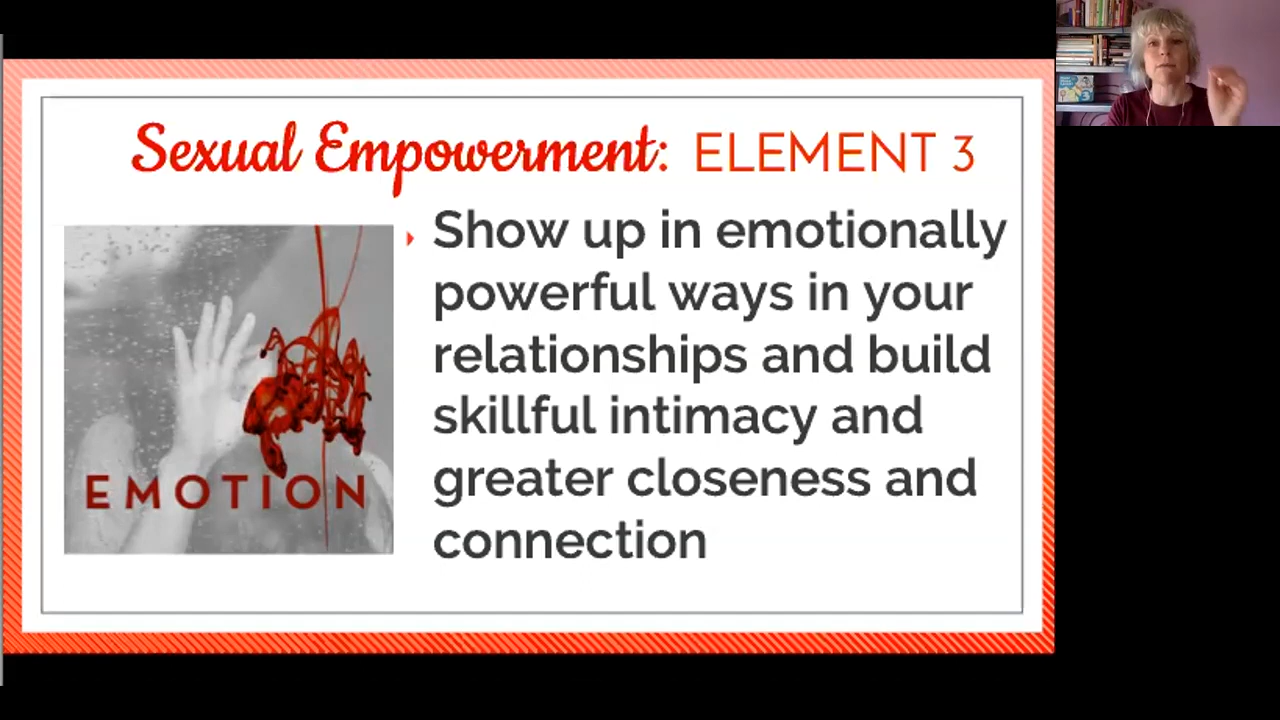 Sexual Empowerment: ELEMENT 3
Show up in emotionally
powerful ways in your
relationships and build
skillful intimacy and
greater closeness and
connection
EMOTION